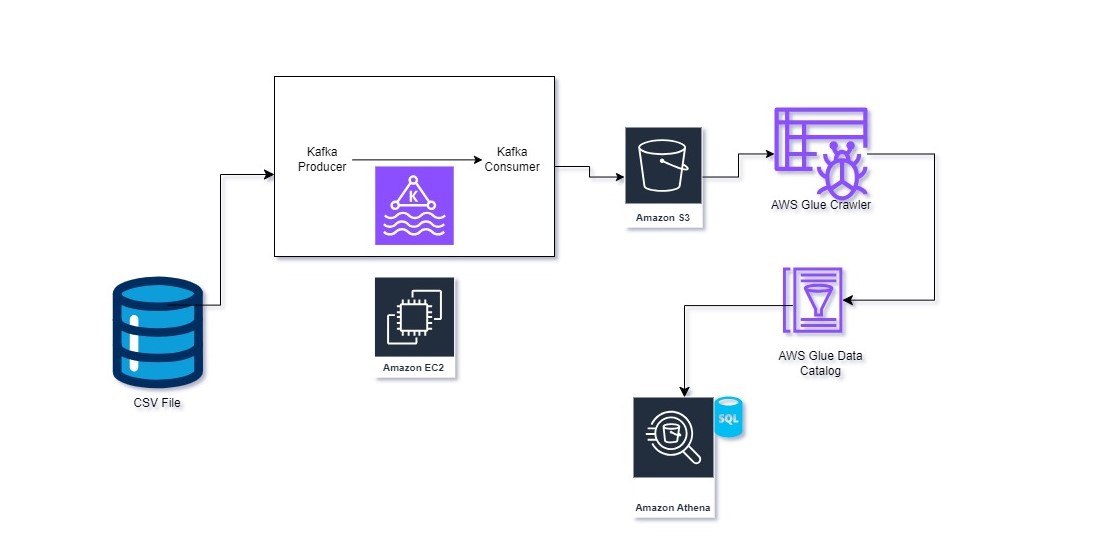 Kafka
Producer
Kafka
Consumer
K
Amazon S3
AWS Glue Crawler
Amazon EC2
CSV File
AWS Glue Data
Catalog
SQL
Amazon Athena